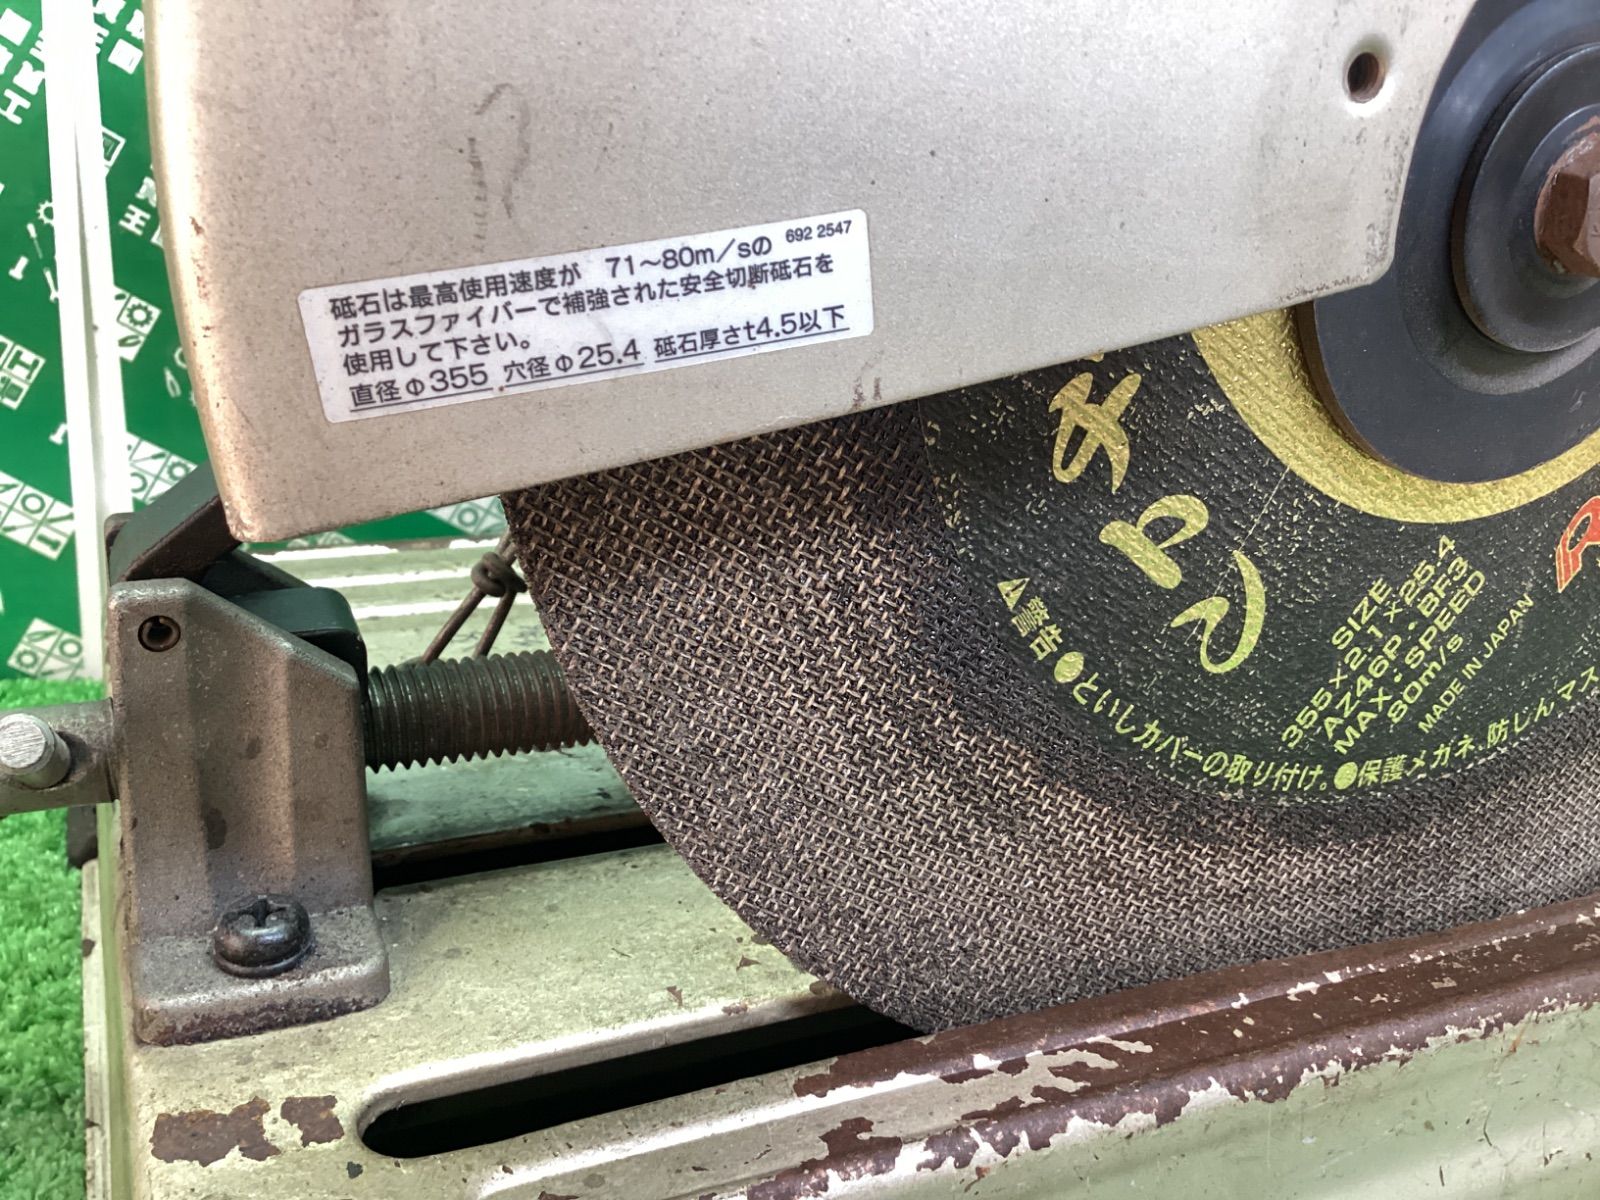 692 2547
砥石は最高使用速度が 71～80m/sの
ガラスファイバーで補強された安全切断砥石を
使用して下さい。
直径Φ355 穴径Φ25.4 砥石厚さt4.5以下
SIZE
355×2.1×25.4
AZ46P・BF3
MAX・SPEED
80m/s
MADE IN JAPAN
警告●といしカバーの取り付け。●保護メガネ、防じんマス